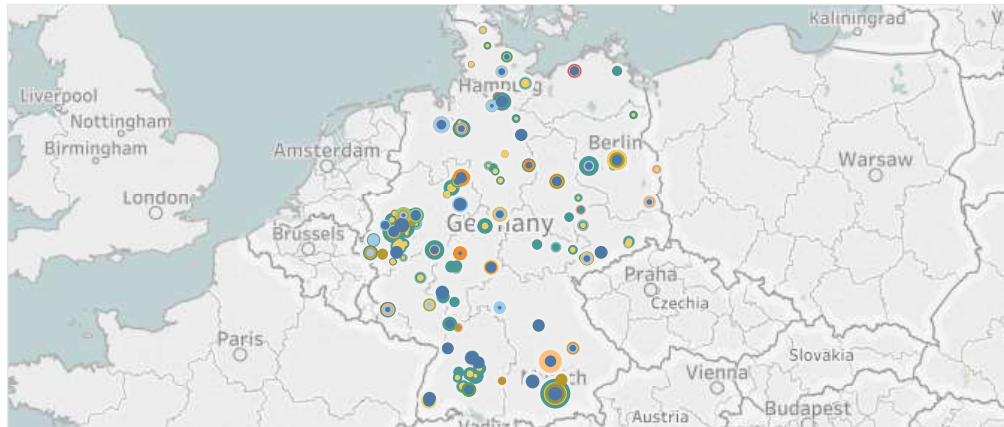 Kaliningrad
Hamburg
Liverpool
Nottingham
Birmingham
Amsterdam
Berlin
Warsaw
London
Germany
Brussels
Praha
Czechia
Paris
Slovakia
Vienna
Munich
Austria
Budapest
Vaduz